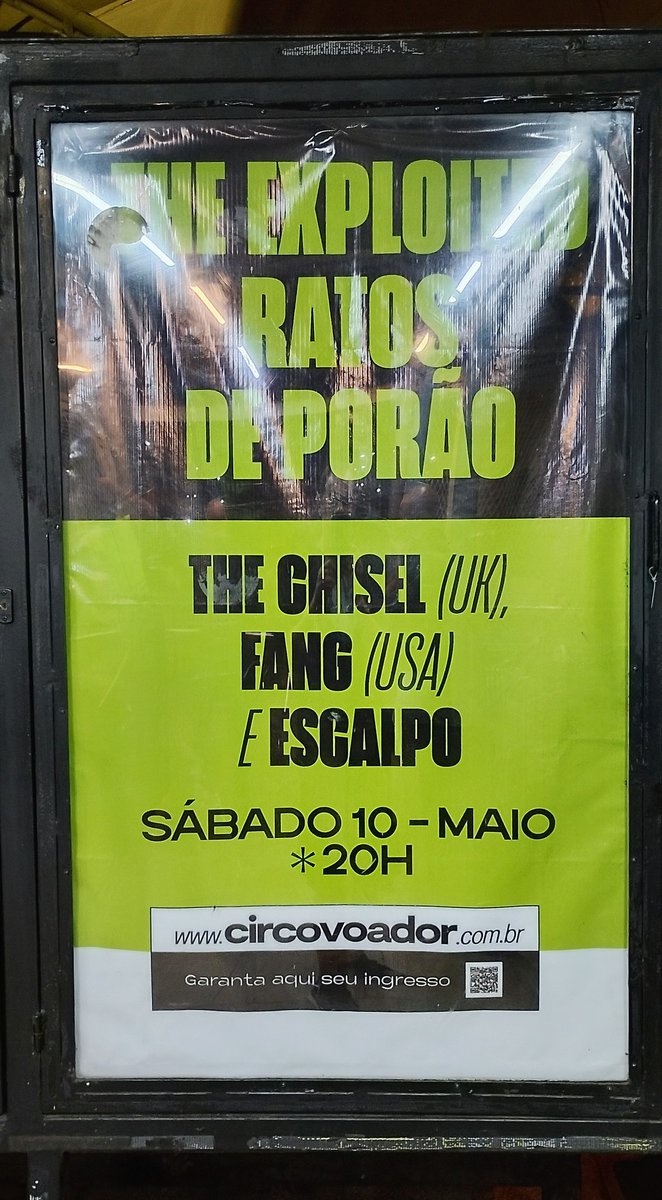 THE EXPLOITED
RATOS
DE PORÃO
THE CHISEL (UK),
FANG (USA)
E ESCALPO
SÁBADO 10 - MAIO
*20H
www.circovoador.com.br
Garanta aqui seu ingresso